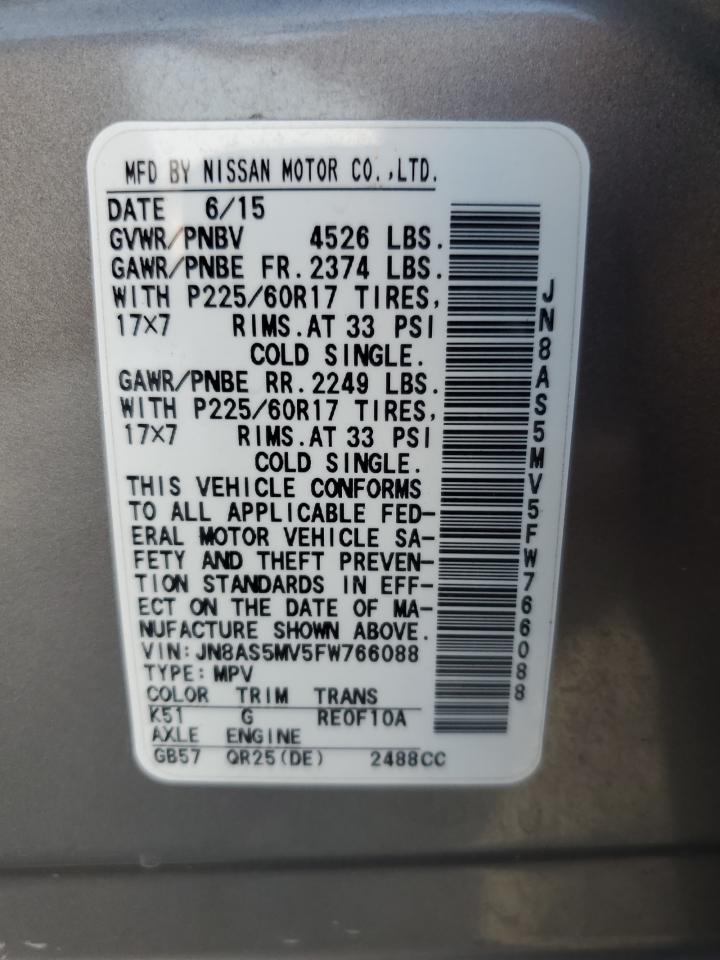 MFD BY NISSAN MOTOR CO.,LTD.
DATE 6/15
GVWR/PNBV 4526 LBS.
GAWR/PNBE FR.2374 LBS.
WITH P225/60R17 TIRES,
17X7 RIMS.AT 33 PSI
COLD SINGLE.
GAWR/PNBE RR.2249 LBS.
WITH P225/60R17 TIRES,
17X7 RIMS.AT 33 PSI
COLD SINGLE.
THIS VEHICLE CONFORMS
TO ALL APPLICABLE FED-
ERAL MOTOR VEHICLE SA-
FETY AND THEFT PREVEN-
TION STANDARDS IN EFF-
ECT ON THE DATE OF MA-
NUFACTURE SHOWN ABOVE.
VIN:JN8AS5MV5FW766088
TYPE:MPV
COLOR TRIM TRANS
K51 G RE0F10A
AXLE ENGINE
GB57 QR25(DE) 2488CC
JN8AS5MV5FW766088